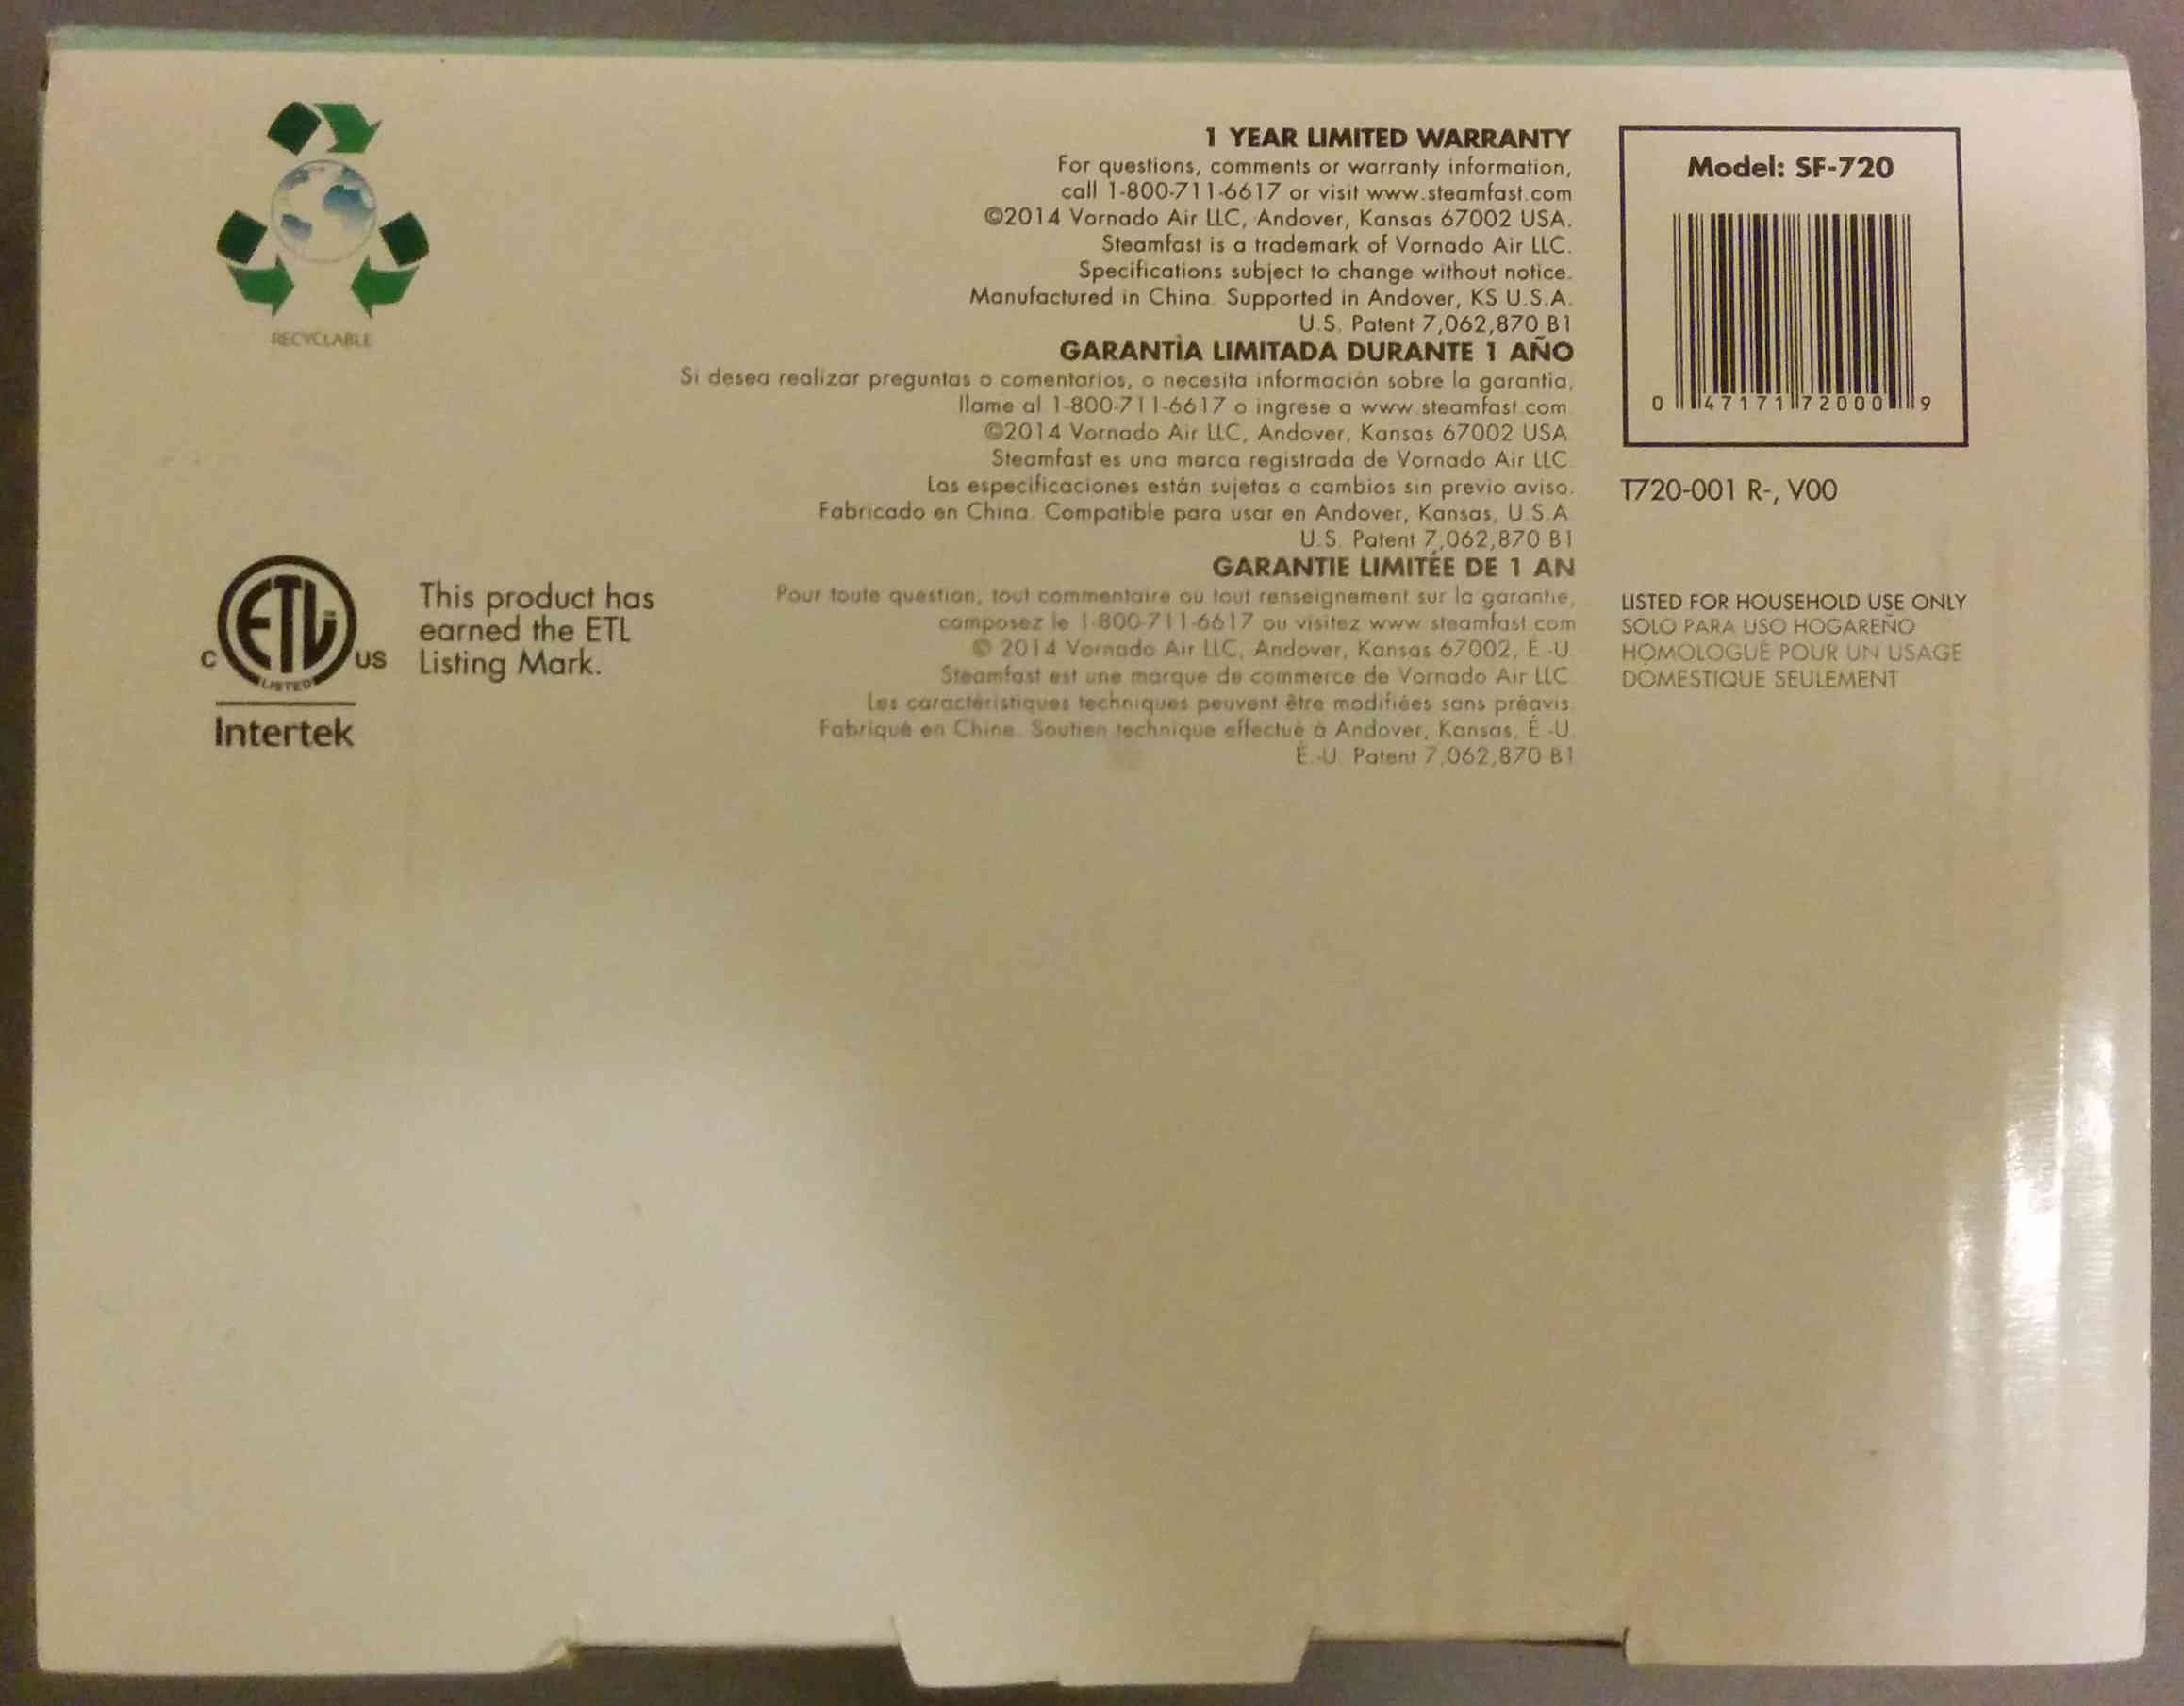 RECYCLABLE
1 YEAR LIMITED WARRANTY
For questions, comments or warranty information,
call 1-800-711-6617 or visit www.steamfast.com
©2014 Vornado Air LLC, Andover, Kansas 67002 USA.
Steamfast is a trademark of Vornado Air LLC.
Specifications subject to change without notice.
Manufactured in China. Supported in Andover, KS U.S.A.
U.S. Patent 7,062,870 B1
GARANTÍA LIMITADA DURANTE 1 AÑO
Si desea realizar preguntas o comentarios, o necesita información sobre la garantía,
llame al 1-800-711-6617 o ingrese a www.steamfast.com
©2014 Vornado Air LLC, Andover, Kansas 67002 USA
Steamfast es una marca registrada de Vornado Air LLC
Las especificaciones están sujetas a cambios sin previo aviso.
Fabricado en China. Compatible para usar en Andover, Kansas, U.S.A
U.S. Patent 7,062,870 B1
GARANTIE LIMITÉE DE 1 AN
Pour toute question, tout commentaire ou tout renseignement sur la garantie,
composez le 1-800-711-6617 ou visitez www.steamfast.com
© 2014 Vornado Air LLC, Andover, Kansas 67002, É.-U.
Steamfast est une marque de commerce de Vornado Air LLC
Les caractéristiques techniques peuvent être modifiées sans préavis.
Fabriqué en Chine. Soutien technique effectué à Andover, Kansas, É.-U.
É.-U. Patent 7,062,870 B1
Model: SF-720
0 47171 72000 9
T720-001 R-, V00
LISTED FOR HOUSEHOLD USE ONLY
SOLO PARA USO HOGAREÑO
HOMOLOGUÉ POUR UN USAGE
DOMESTIQUE SEULEMENT
ETL
C US
LISTED
Intertek
This product has
earned the ETL
Listing Mark.